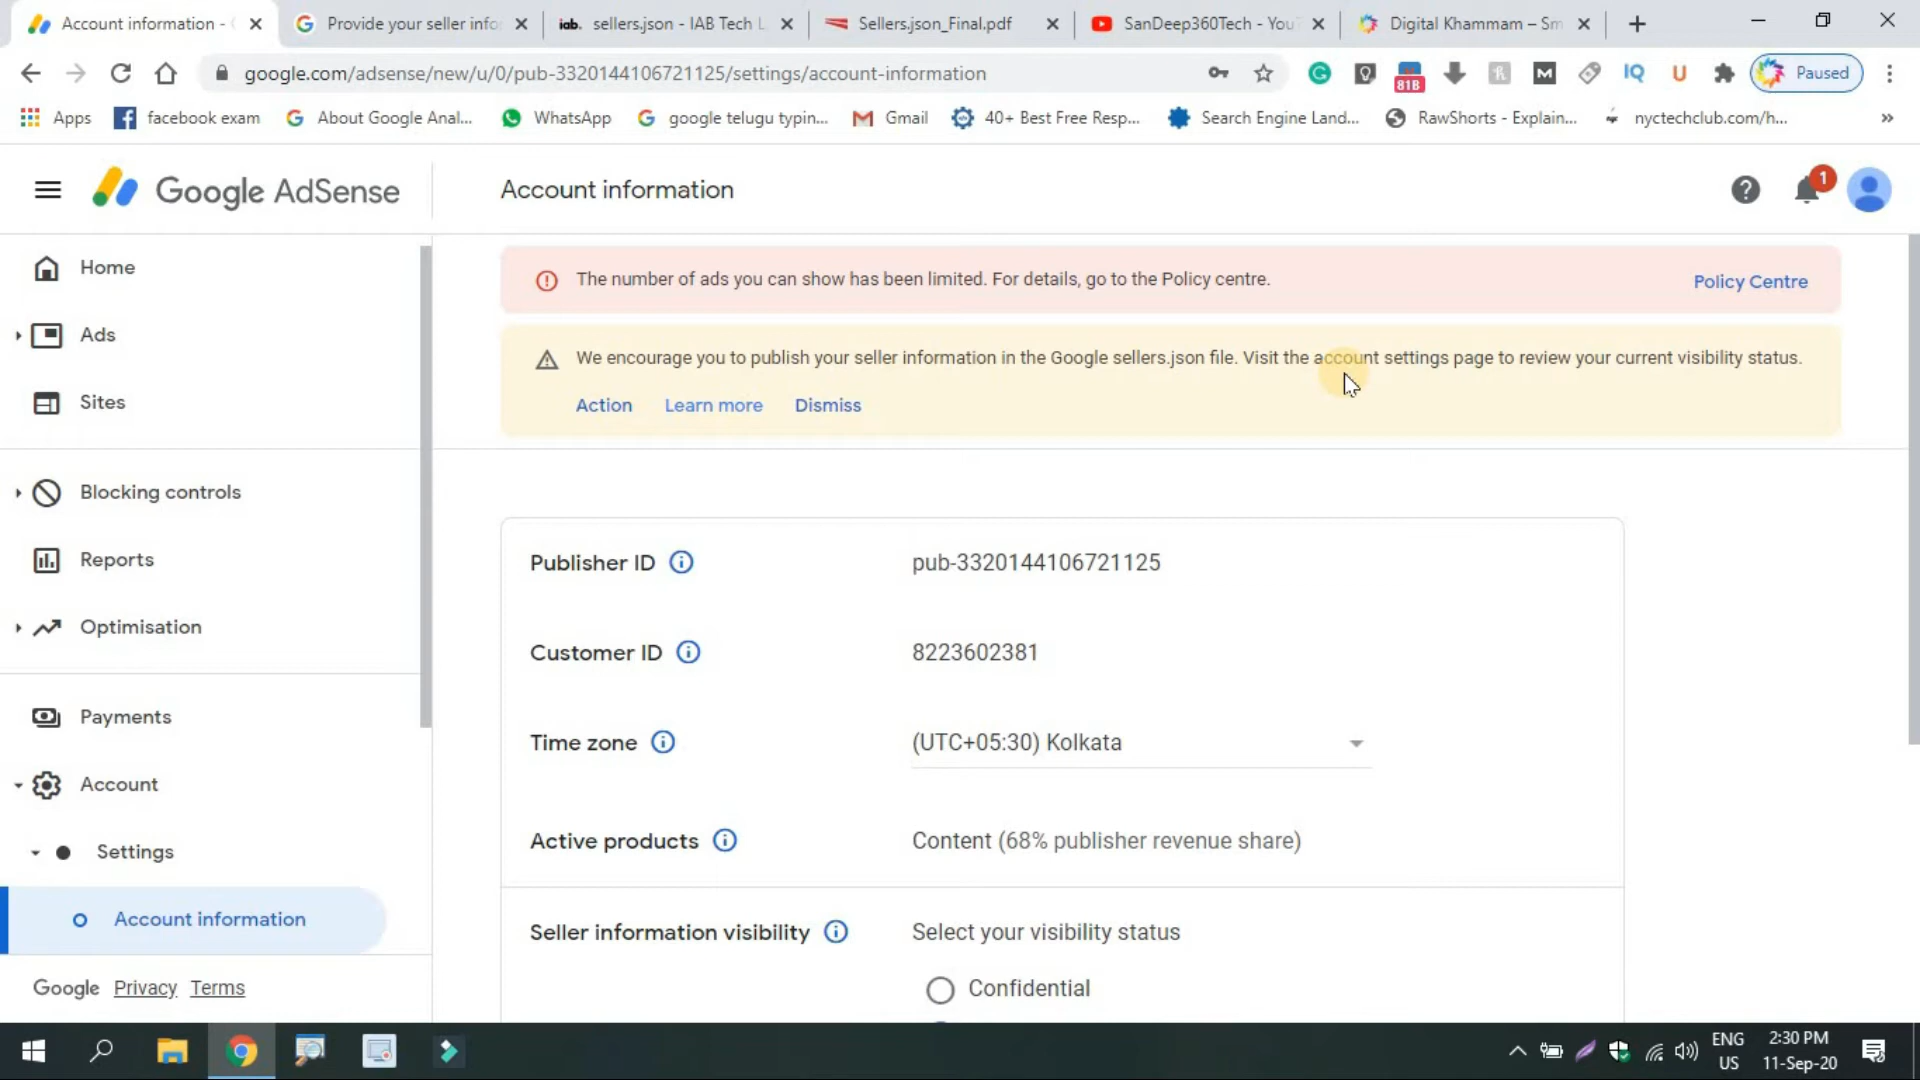 Account information -
Provide your seller info
iab. sellers.json - IAB Tech L
Sellers.json_Final.pdf
SanDeep360Tech - YouT
Digital Khammam – Sm
google.com/adsense/new/u/0/pub-3320144106721125/settings/account-information
81B
IQ
U
Paused
Apps
facebook exam
About Google Anal...
WhatsApp
google telugu typin...
Gmail
40+ Best Free Resp...
Search Engine Land...
RawShorts - Explain...
nyctechclub.com/h...
»
Google AdSense
Account information
1
Home
Ads
Sites
Blocking controls
Reports
Optimisation
Payments
Account
Settings
Account information
Google Privacy Terms
The number of ads you can show has been limited. For details, go to the Policy centre.
Policy Centre
We encourage you to publish your seller information in the Google sellers.json file. Visit the account settings page to review your current visibility status.
Action Learn more Dismiss
Publisher ID pub-3320144106721125
Customer ID 8223602381
Time zone (UTC+05:30) Kolkata
Active products Content (68% publisher revenue share)
Seller information visibility Select your visibility status
Confidential
ENG
US
2:30 PM
11-Sep-20